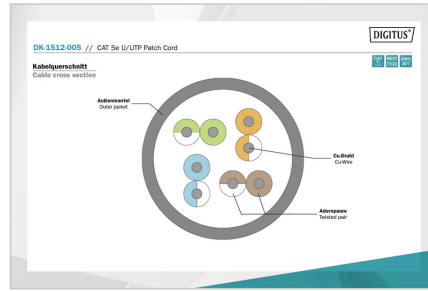 DIGITUS®
DK-1512-005 // CAT 5e U/UTP Patch Cord
Kabelquerschnitt
Cable cross section
Außenmantel
Outer jacket
Cu-Draht
Cu-Wire
Adernpaare
Twisted pair